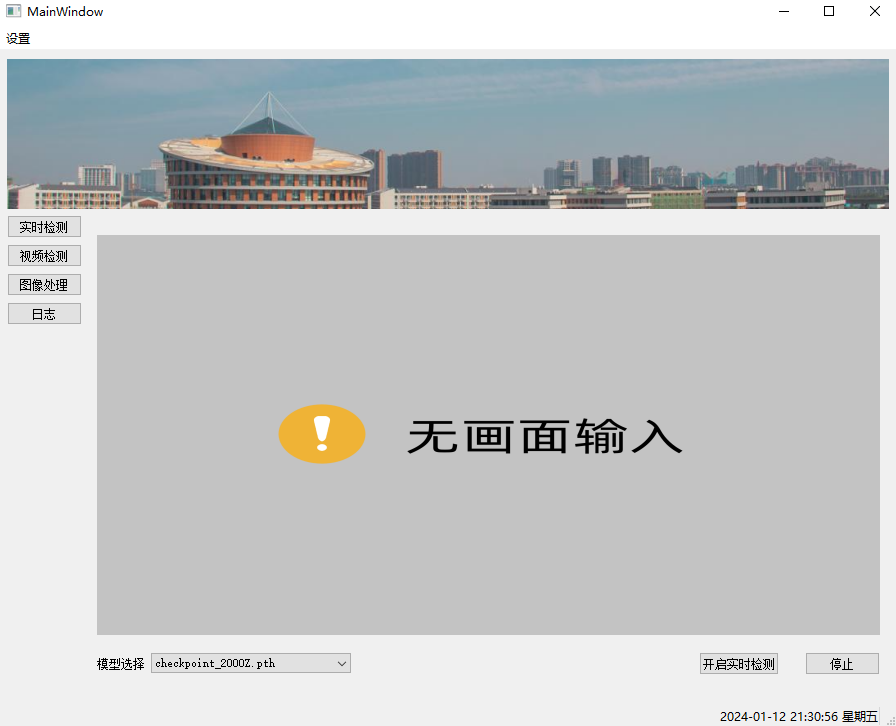 MainWindow
设置
实时检测
视频检测
图像处理
日志
无画面输入
模型选择 checkpoint_2000Z.pth
开启实时检测 停止
2024-01-12 21:30:56 星期五